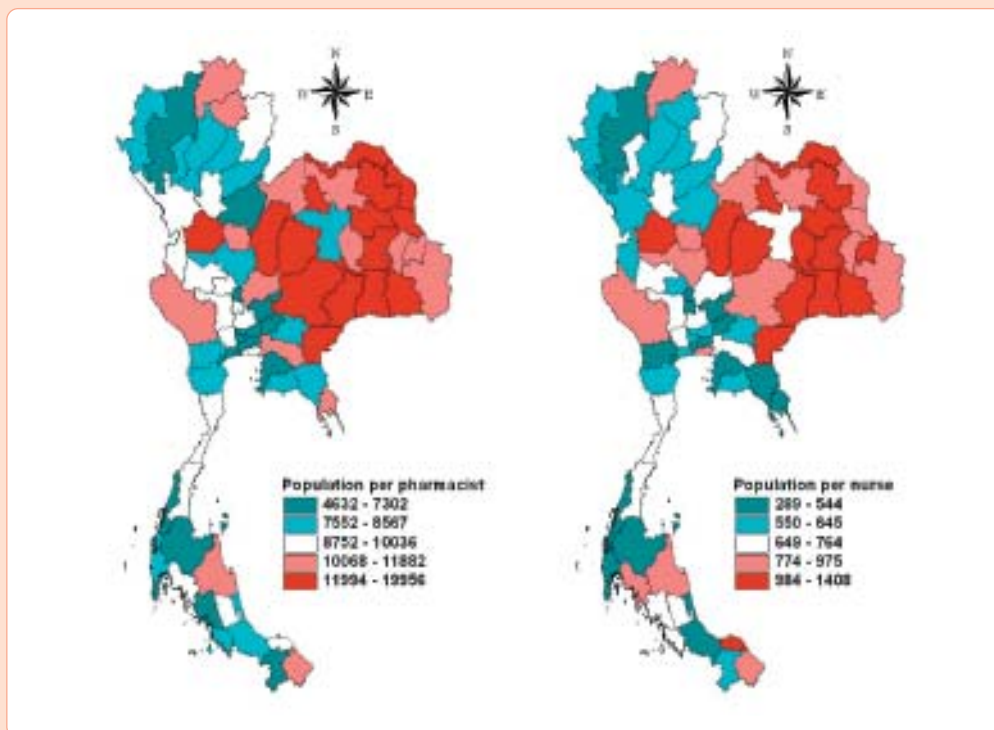 N
E
S
Population per pharmacist
4632 - 7302
7552 - 8567
8752 - 10036
10068 - 11882
11994 - 19956
N
E
S
Population per nurse
289 - 544
550 - 645
649 - 764
774 - 975
984 - 1408